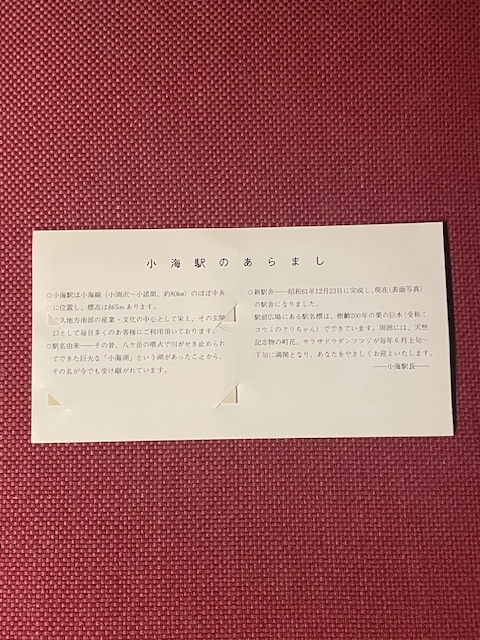 小海駅のあらまし
○小海駅は小海線（小渕沢〜小諸間、約80km）のほぼ中央
に位置し、標高は865mあります。
久地方南部の産業・文化の中心として栄え、その玄関
口として毎日多くのお客様にご利用頂いております。
○駅名由来――その昔、八ケ岳の噴火で川がせき止められ
てできた巨大な「小海湖」という湖があったことから、
その名が今でも受け継がれています。
○新駅舎――昭和61年12月23日に完成し、現在（表面写真）
の駅舎になりました。
駅前広場にある駅名標は、樹齢200年の栗の巨木（愛称：
コウミのクリちゃん）でできています。周囲には、天然
記念物の町花、サラサドウダンツツジが毎年6月上旬〜
下旬に満開となり、あなたをやさしくお迎えいたします。
――小海駅長――